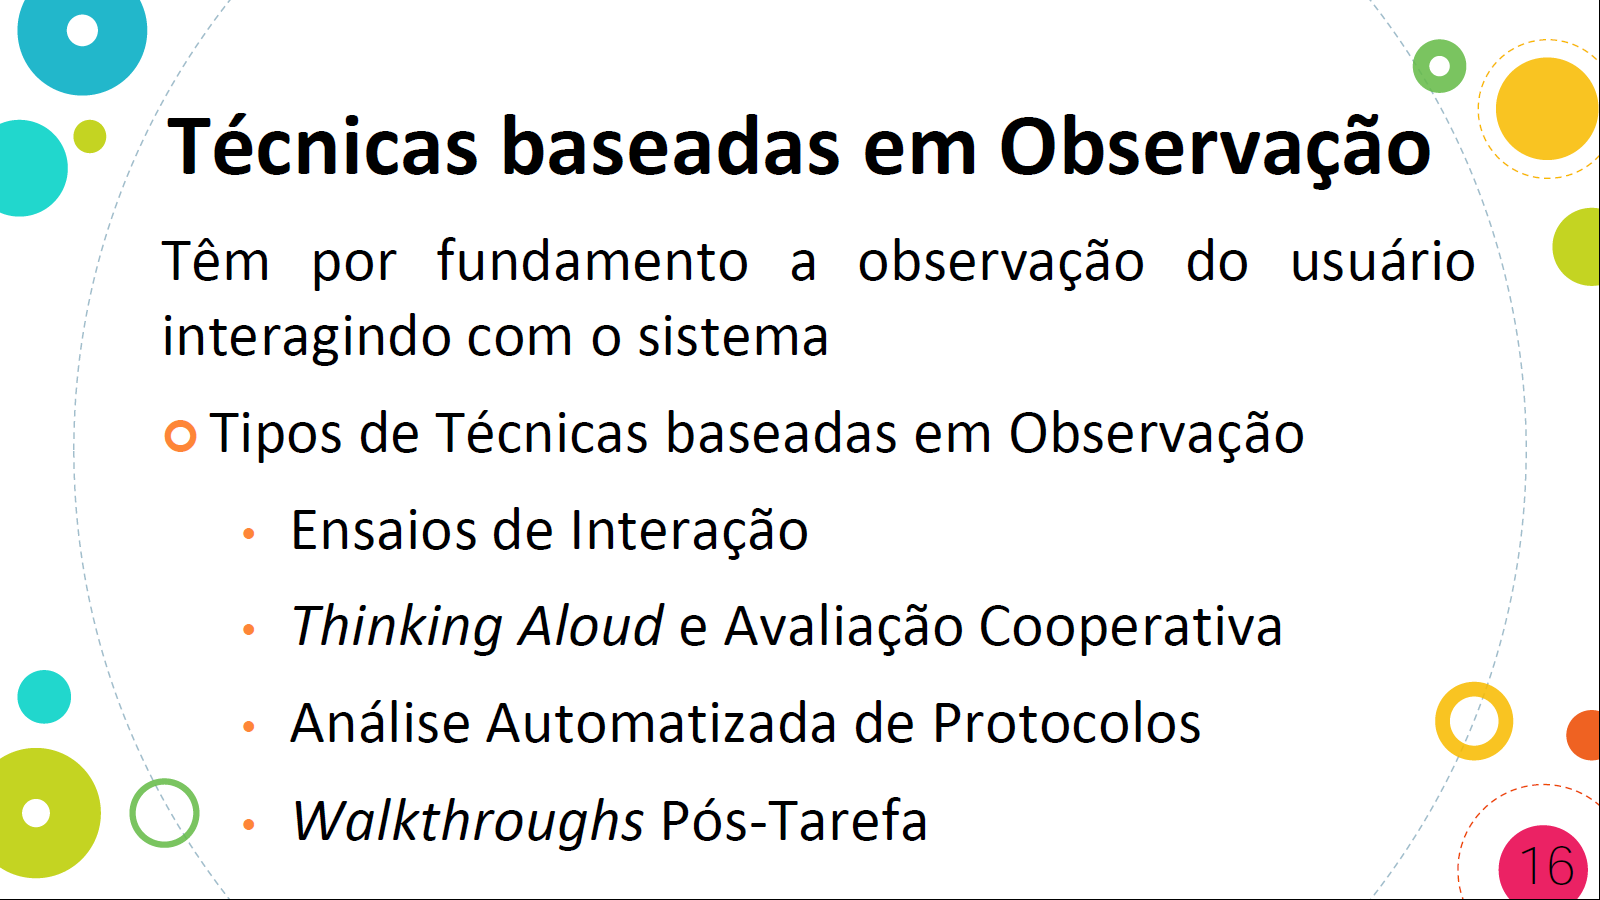 Técnicas baseadas em Observação
Têm por fundamento a observação do usuário
interagindo com o sistema
Tipos de Técnicas baseadas em Observação
• Ensaios de Interação
• Thinking Aloud e Avaliação Cooperativa
• Análise Automatizada de Protocolos
• Walkthroughs Pós-Tarefa
16